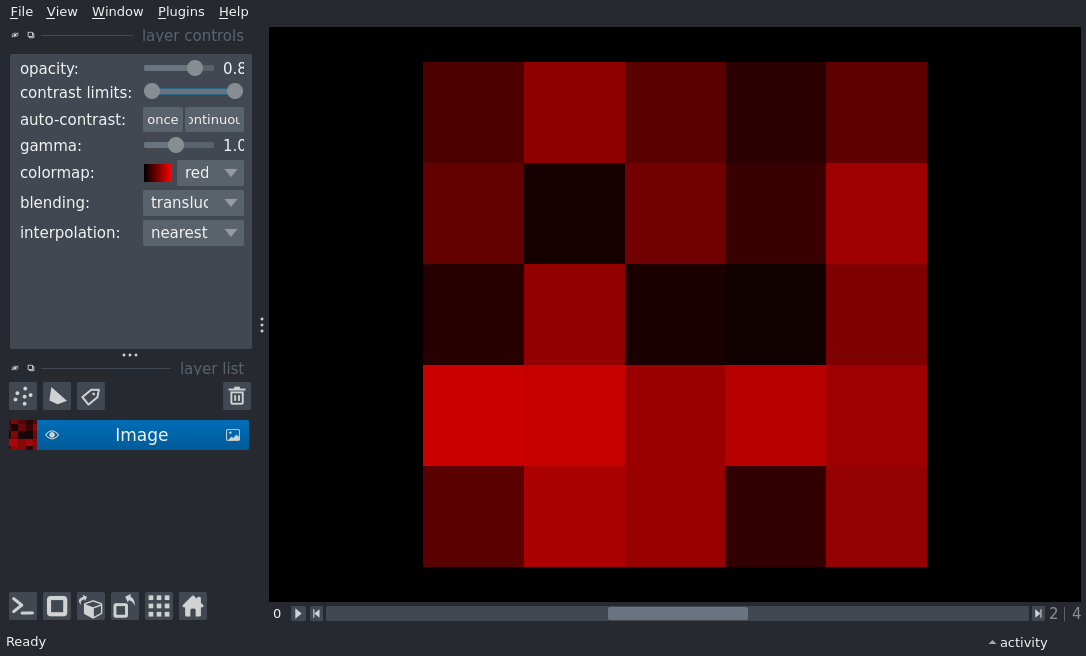 File View Window Plugins Help
layer controls
opacity: 0.8
contrast limits:
auto-contrast: once ontinuou
gamma: 1.0
colormap: red
blending: transluc
interpolation: nearest
layer list
Image
0 2 | 4
Ready
activity